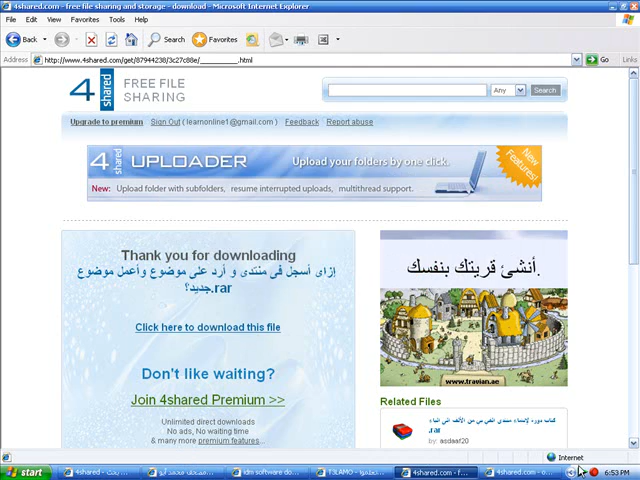 4shared.com - free file sharing and storage - download - Microsoft Internet Explorer
File Edit View Favorites Tools Help
Back Search Favorites
Address http://www.4shared.com/get/87944238/3c27c88e/__________.html Go Links
4 shared FREE FILE SHARING
Any Search
Upgrade to premium Sign Out ( learnonline1@gmail.com ) Feedback Report abuse
4 shared UPLOADER Upload your folders by one click. New Features!
New: Upload folder with subfolders, resume interrupted uploads, multithread support.
Thank you for downloading
إزاى أسجل فى منتدى و أرد على موضوع وأعمل موضوع
جديد؟.rar
Click here to download this file
Don't like waiting?
Join 4shared Premium >>
Unlimited direct downloads
No ads, No waiting time
& many more premium features...
أنشئ قريتك بنفسك.
www.travian.ae
Related Files
.rar
by: asdaaf20
Internet
start 4shared - idm software do... T3LAMO - 4shared.com - f... 4shared.com - o... 6:53 PM